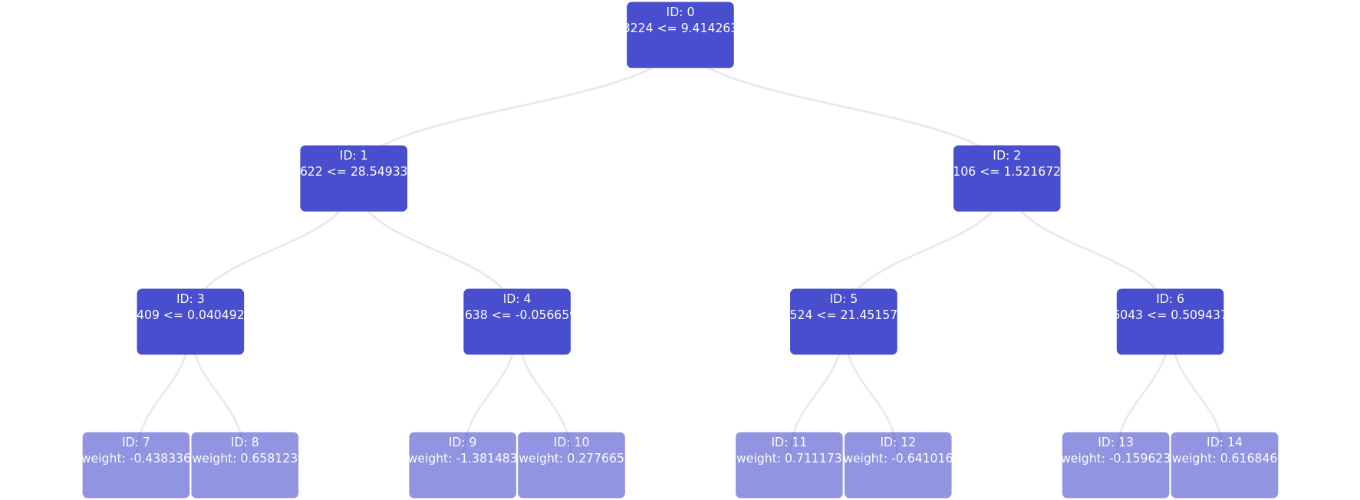 ID: 0
3224 <= 9.414263
ID: 1
622 <= 28.54933
ID: 2
106 <= 1.521672
ID: 3
409 <= 0.040492
ID: 4
638 <= -0.056659
ID: 5
524 <= 21.45157
ID: 6
5043 <= 0.509437
ID: 7
weight: -0.438336
ID: 8
weight: 0.658123
ID: 9
weight: -1.381483
ID: 10
weight: 0.277665
ID: 11
weight: 0.711173
ID: 12
weight: -0.641016
ID: 13
weight: -0.159623
ID: 14
weight: 0.616846